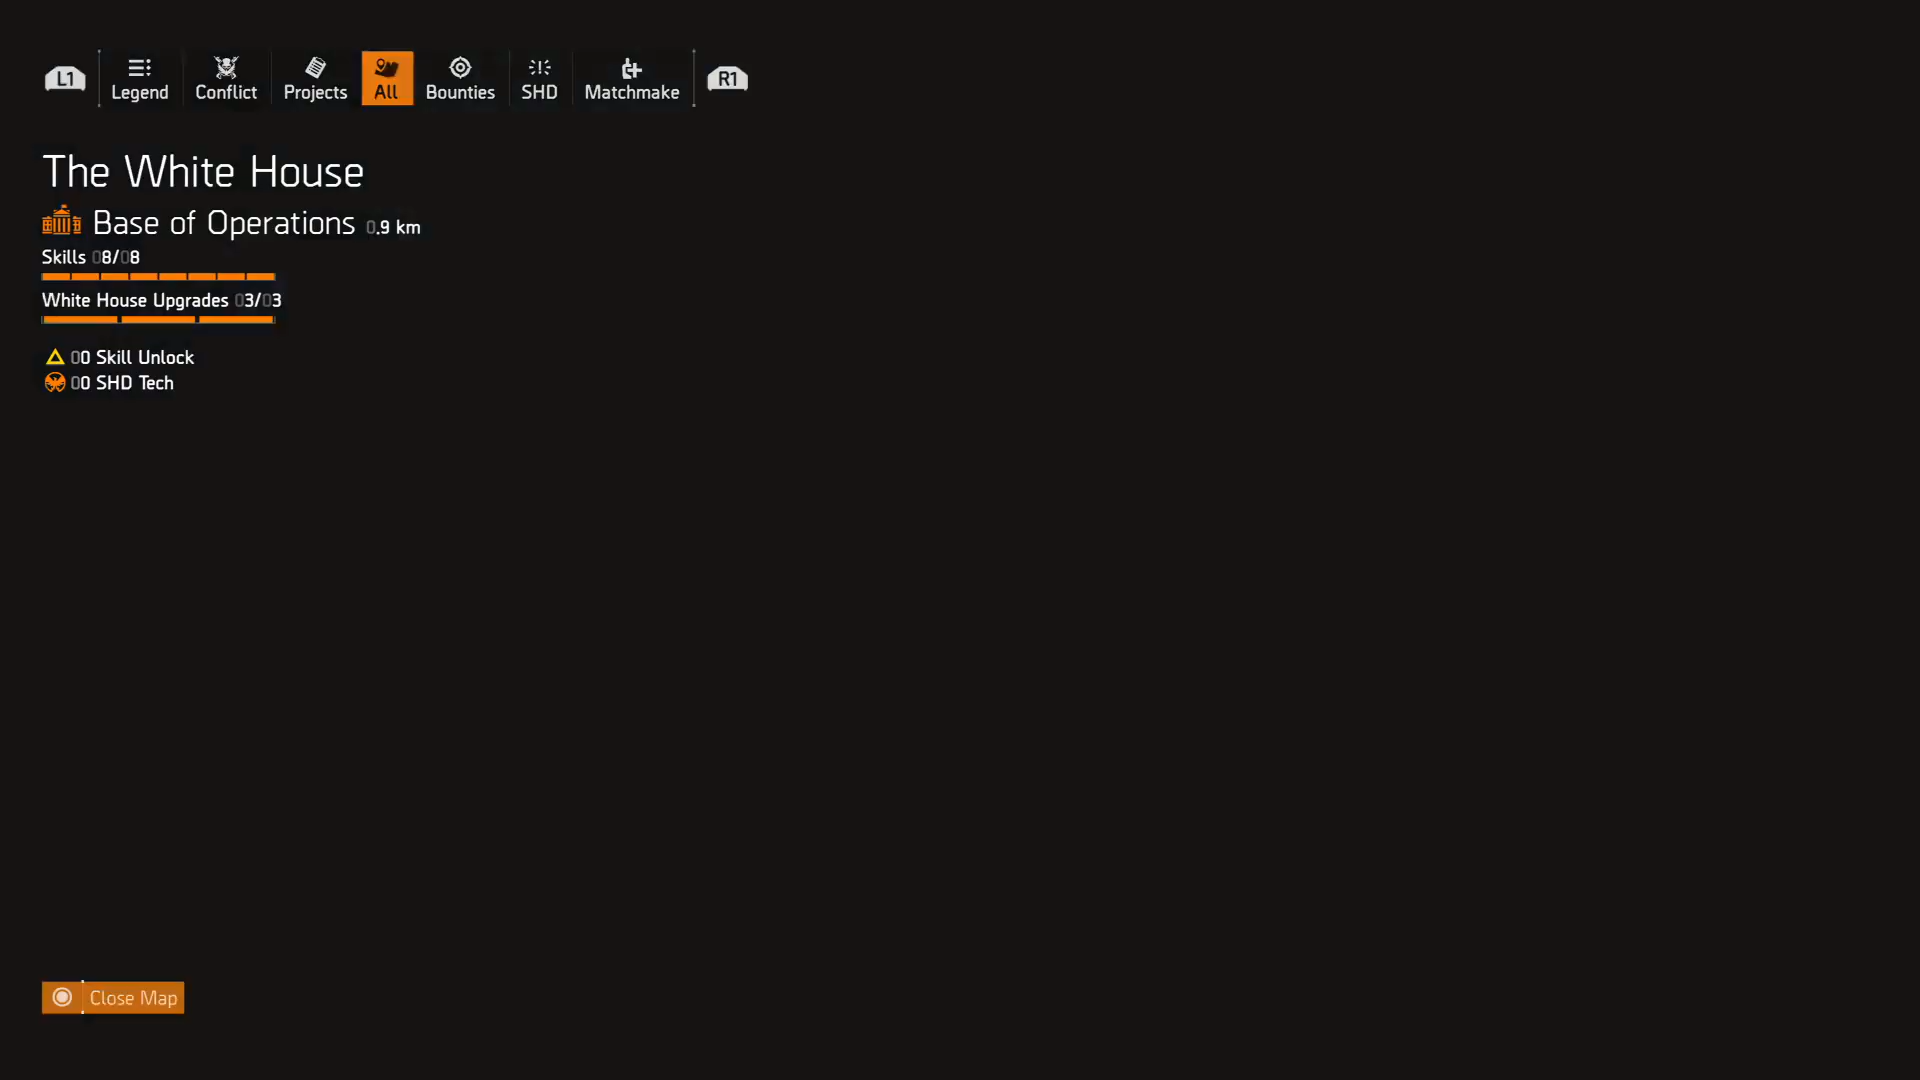 L1 Legend Conflict Projects All Bounties SHD Matchmake R1
The White House
Base of Operations 0.9 km
Skills 08/08
White House Upgrades 03/03
00 Skill Unlock
00 SHD Tech
Close Map